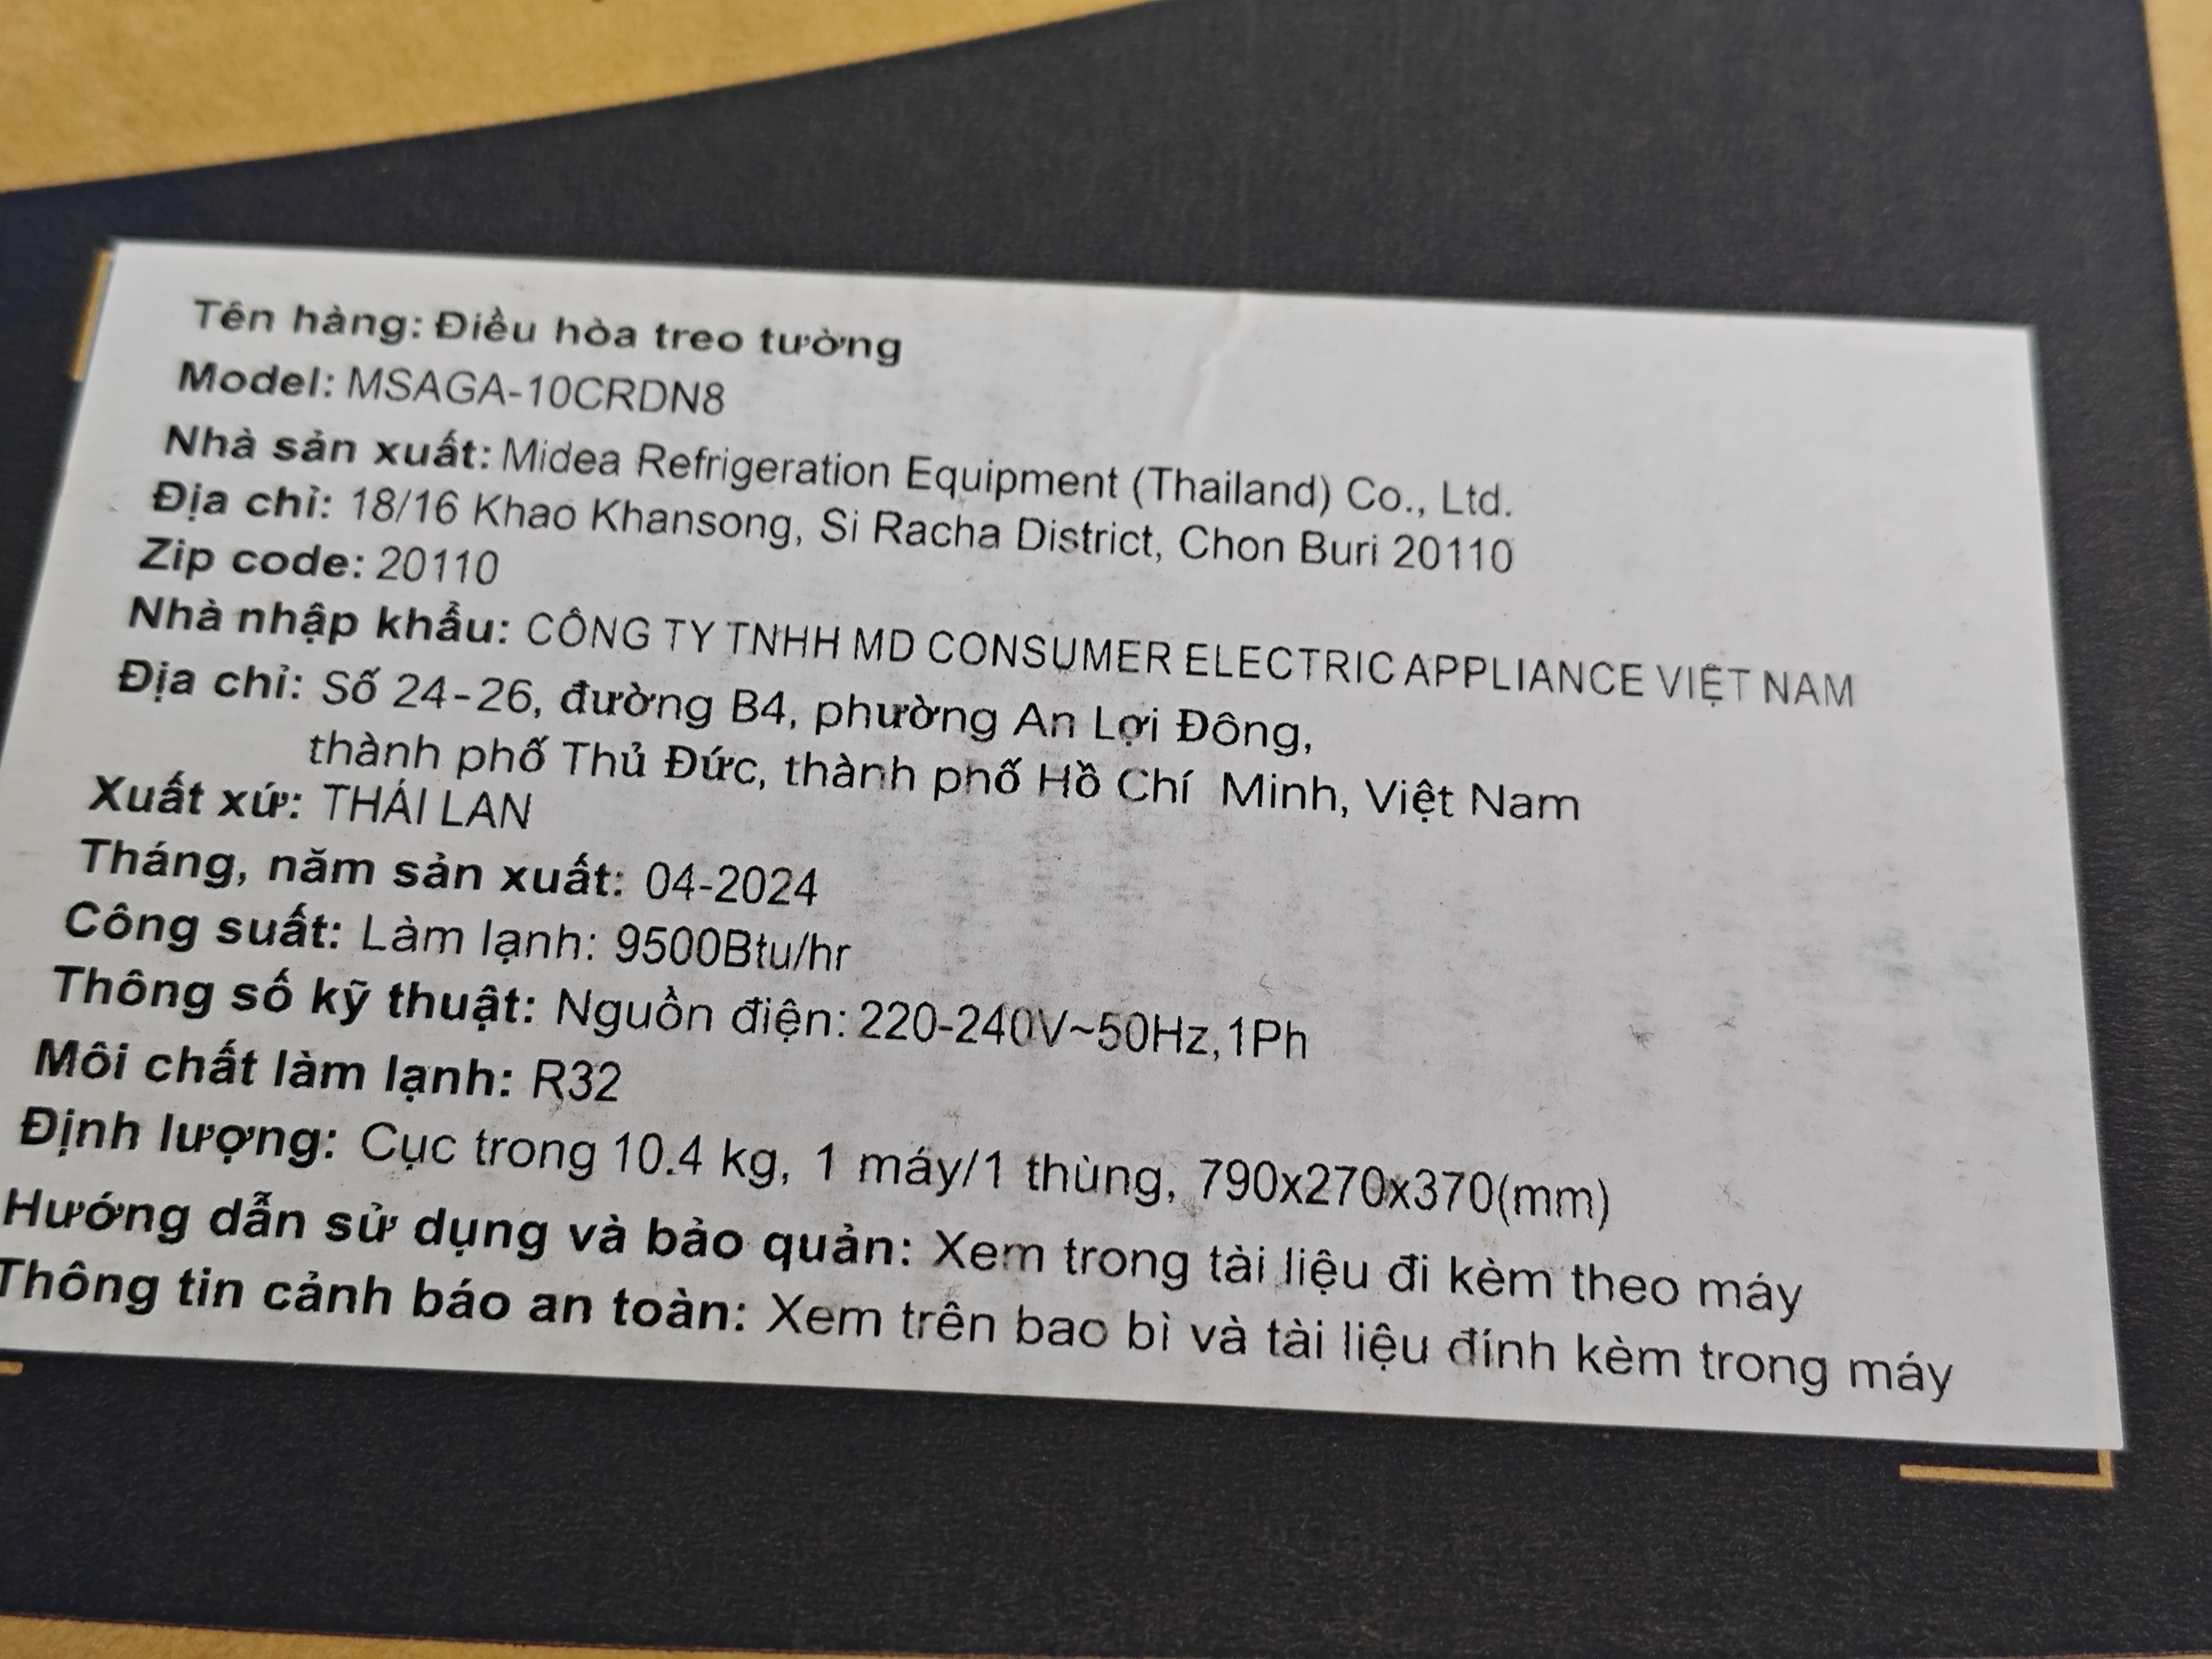 Tên hàng: Điều hòa treo tường
Model: MSAGA-10CRDN8
Nhà sản xuất: Midea Refrigeration Equipment (Thailand) Co., Ltd.
Địa chỉ: 18/16 Khao Khansong, Si Racha District, Chon Buri 20110
Zip code: 20110
Nhà nhập khẩu: CÔNG TY TNHH MD CONSUMER ELECTRIC APPLIANCE VIỆT NAM
Địa chỉ: Số 24-26, đường B4, phường An Lợi Đông,
thành phố Thủ Đức, thành phố Hồ Chí Minh, Việt Nam
Xuất xứ: THÁI LAN
Tháng, năm sản xuất: 04-2024
Công suất: Làm lạnh: 9500Btu/hr
Thông số kỹ thuật: Nguồn điện: 220-240V~50Hz,1Ph
Môi chất làm lạnh: R32
Định lượng: Cục trong 10.4 kg, 1 máy/1 thùng, 790x270x370(mm)
Hướng dẫn sử dụng và bảo quản: Xem trong tài liệu đi kèm theo máy
Thông tin cảnh báo an toàn: Xem trên bao bì và tài liệu đính kèm trong máy